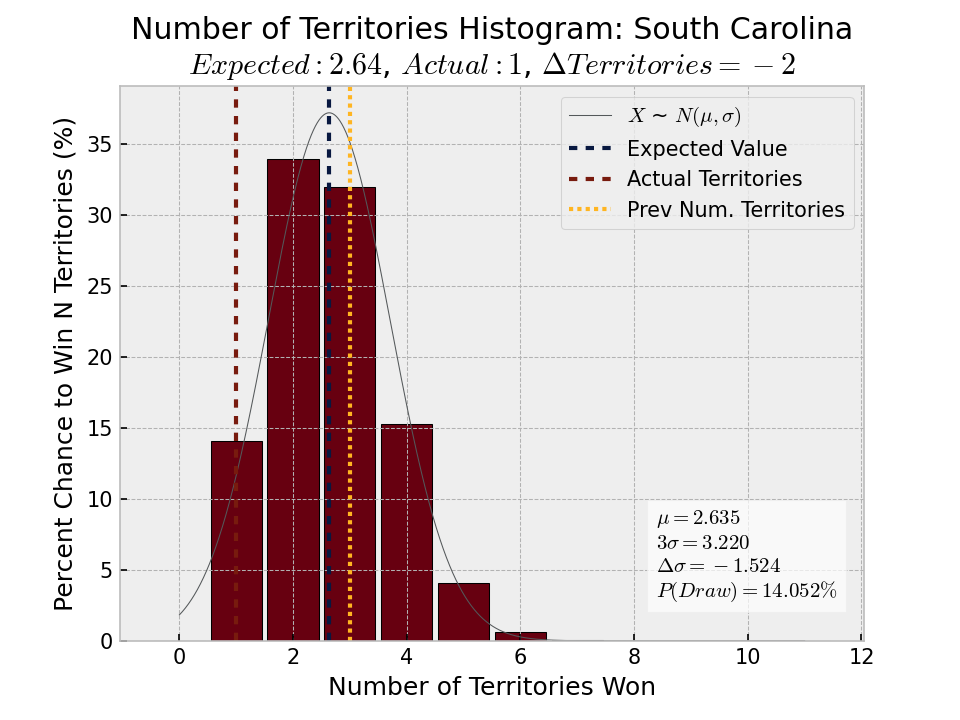 Number of Territories Histogram: South Carolina
Expected : 2.64, Actual : 1, ΔTerritories = −2
Percent Chance to Win N Territories (%)
35
30
25
20
15
10
5
0
X ~ N(μ, σ)
Expected Value
Actual Territories
Prev Num. Territories
μ = 2.635
3σ = 3.220
Δσ = −1.524
P(Draw) = 14.052%
0 2 4 6 8 10 12
Number of Territories Won